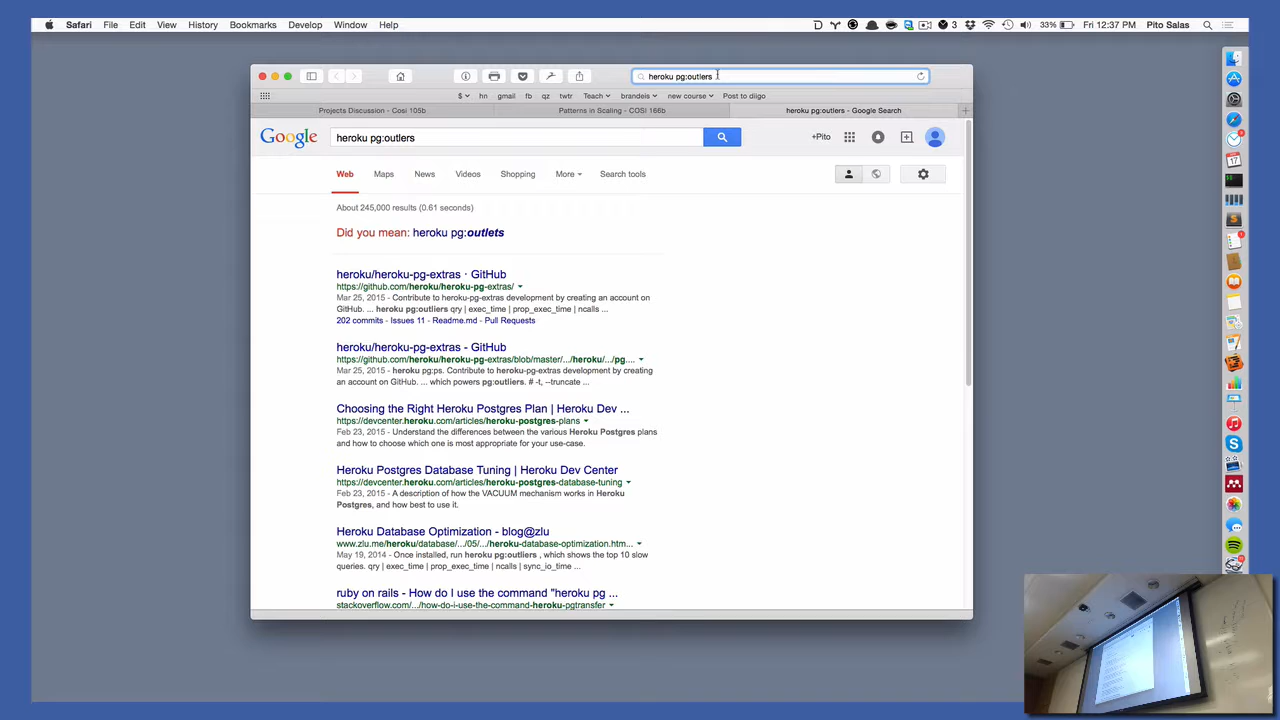 Safari File Edit View History Bookmarks Develop Window Help 3 33% Fri 12:37 PM Pito Salas
heroku pg:outlers
$ hn gmail fb qz twtr Teach brandeis new course Post to diigo
Projects Discussion - Cosi 105b Patterns in Scaling - COSI 166b heroku pg:outlers - Google Search
Google heroku pg:outlers +Pito
Web Maps News Videos Shopping More Search tools
About 245,000 results (0.61 seconds)
Did you mean: heroku pg:outlets
heroku/heroku-pg-extras · GitHub
https://github.com/heroku/heroku-pg-extras/
Mar 25, 2015 - Contribute to heroku-pg-extras development by creating an account on
GitHub. ... heroku pg:outliers qry | exec_time | prop_exec_time | ncalls ...
202 commits - Issues 11 - Readme.md - Pull Requests
heroku/heroku-pg-extras - GitHub
https://github.com/heroku/heroku-pg-extras/blob/master/.../heroku/.../pg....
Mar 25, 2015 - heroku pg:ps. Contribute to heroku-pg-extras development by creating
an account on GitHub. ... which powers pg:outliers. # -t, --truncate ...
Choosing the Right Heroku Postgres Plan | Heroku Dev ...
https://devcenter.heroku.com/articles/heroku-postgres-plans
Feb 23, 2015 - Understand the differences between the various Heroku Postgres plans
and how to choose which one is most appropriate for your use-case.
Heroku Postgres Database Tuning | Heroku Dev Center
https://devcenter.heroku.com/articles/heroku-postgres-database-tuning
Feb 23, 2015 - A description of how the VACUUM mechanism works in Heroku
Postgres, and how best to use it.
Heroku Database Optimization - blog@zlu
www.zlu.me/heroku/database/.../05/.../heroku-database-optimization.htm...
May 19, 2014 - Once installed, run heroku pg:outliers , which shows the top 10 slow
queries. qry | exec_time | prop_exec_time | ncalls | sync_io_time ...
ruby on rails - How do I use the command "heroku pg ...
stackoverflow.com/.../how-do-i-use-the-command-heroku-pgtransfer